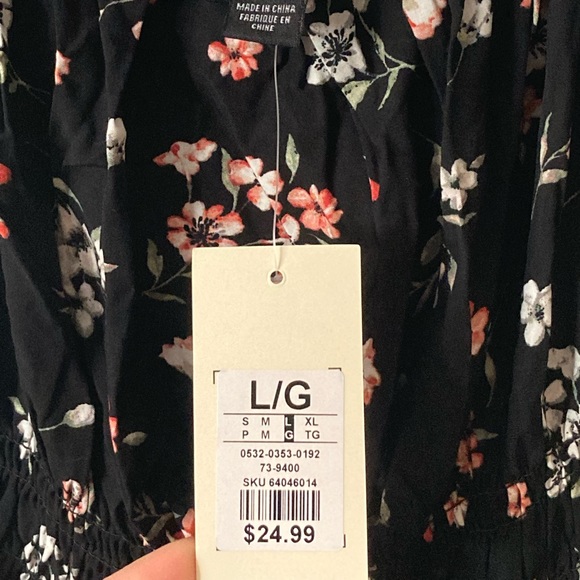 MADE IN CHINA
FABRIQUE EN
CHINE
L/G
S M L XL
P M G TG
0532-0353-0192
73-9400
SKU 64046014
$24.99